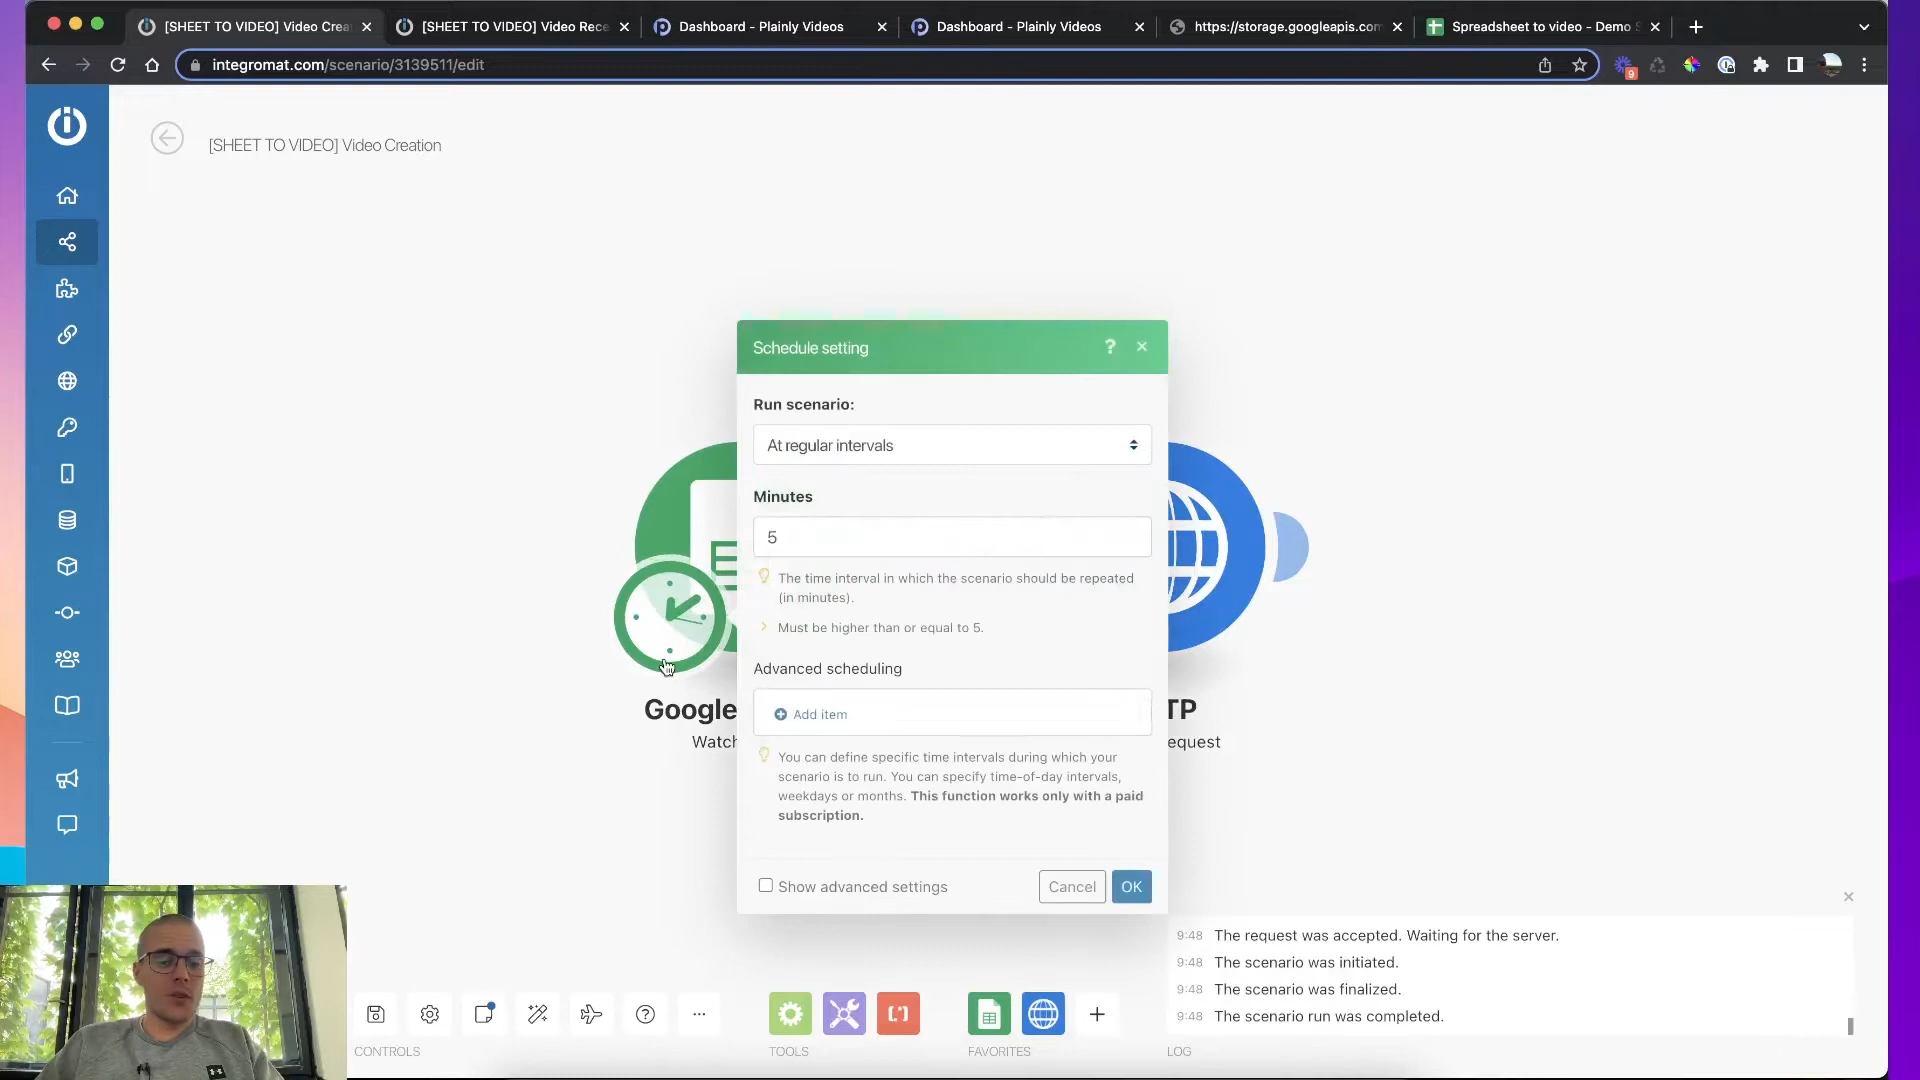 [SHEET TO VIDEO] Video Crea
[SHEET TO VIDEO] Video Rece
Dashboard - Plainly Videos
Dashboard - Plainly Videos
https://storage.googleapis.com
Spreadsheet to video - Demo S
integromat.com/scenario/3139511/edit
9
[SHEET TO VIDEO] Video Creation
Schedule setting
?
Run scenario:
At regular intervals
Minutes
5
The time interval in which the scenario should be repeated
(in minutes).
Must be higher than or equal to 5.
Advanced scheduling
Add item
You can define specific time intervals during which your
scenario is to run. You can specify time-of-day intervals,
weekdays or months. This function works only with a paid
subscription.
Show advanced settings
Cancel
OK
Google
Watch
TP
equest
9:48 The request was accepted. Waiting for the server.
9:48 The scenario was initiated.
9:48 The scenario was finalized.
9:48 The scenario run was completed.
CONTROLS
TOOLS
FAVORITES
LOG